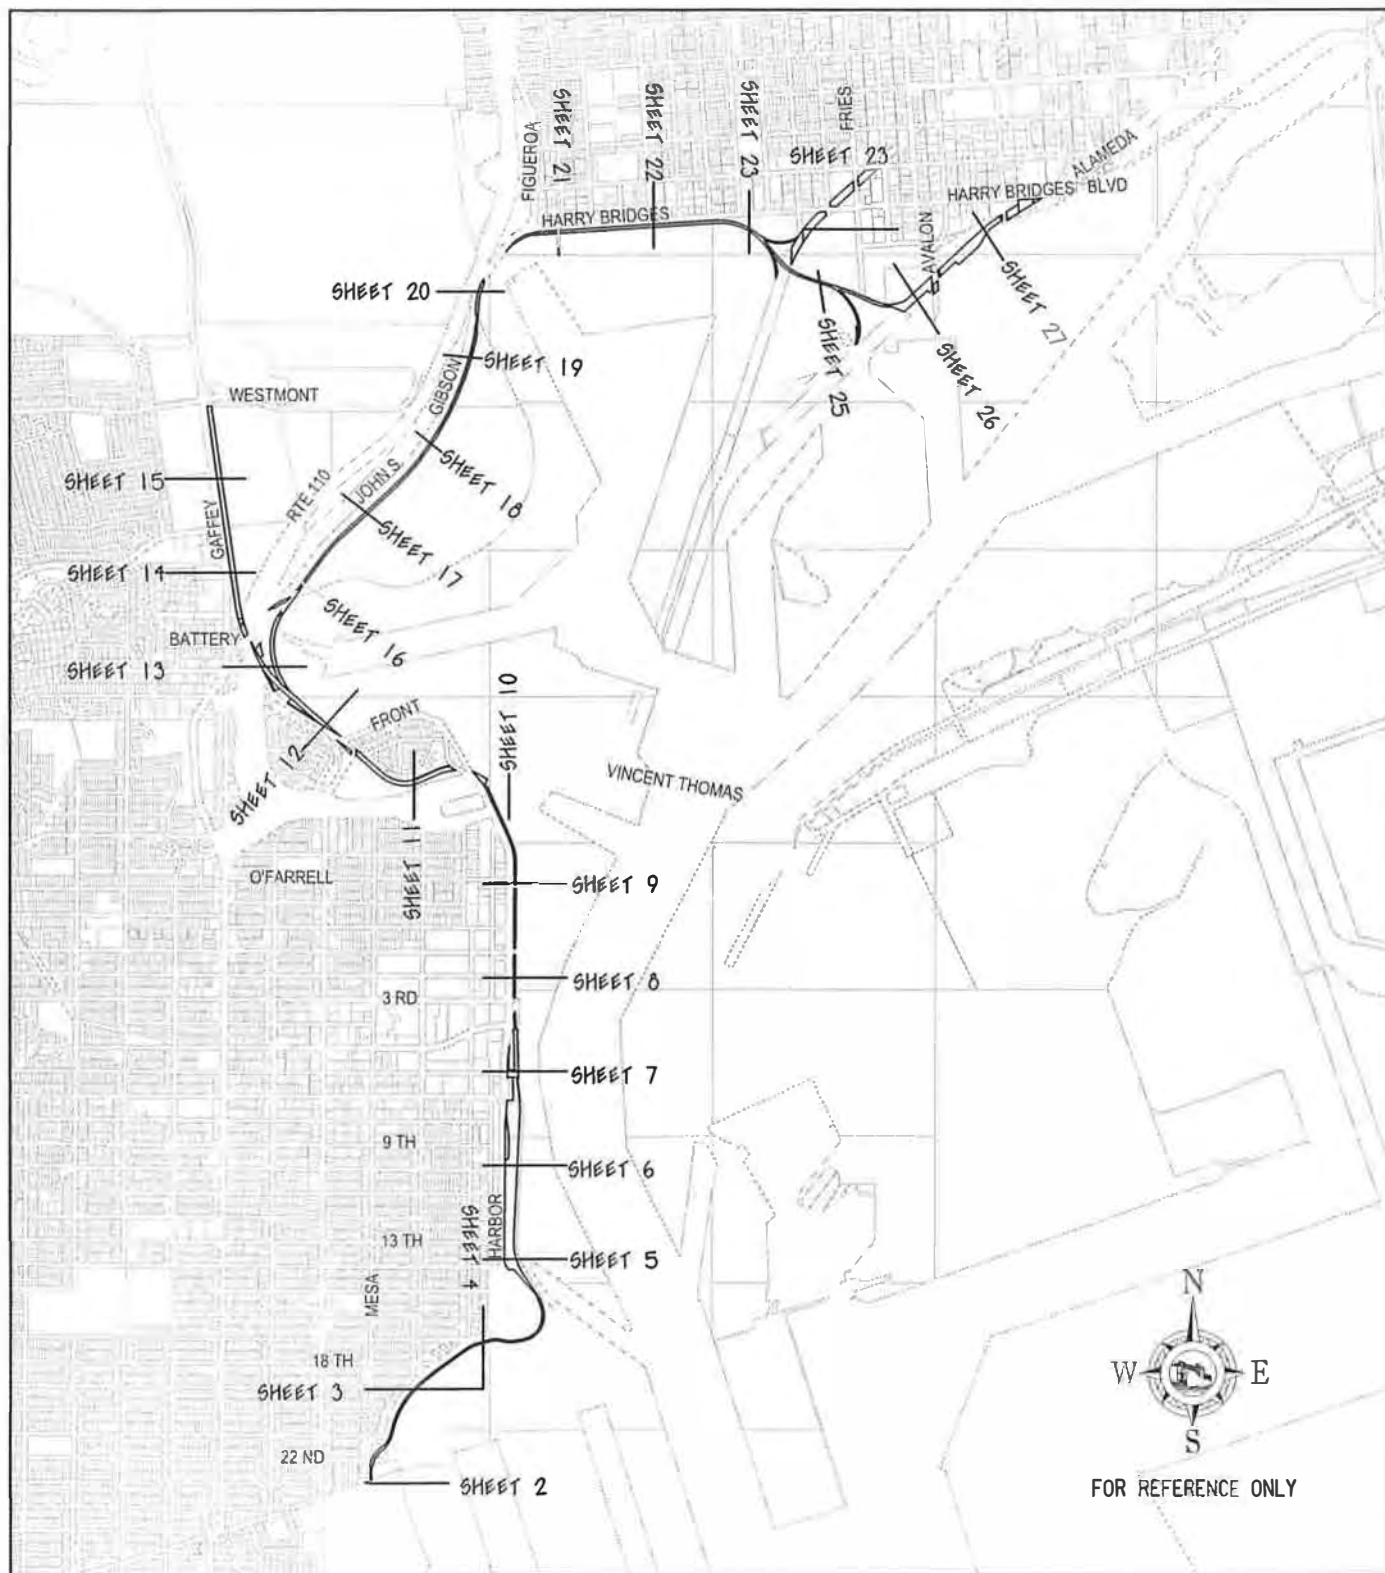 SHEET 21
SHEET 22
SHEET 23
FRIES
SHEET 23
FIGUEROA
ALAMEDA
HARRY BRIDGES BLVD
HARRY BRIDGES
AVALON
SHEET 20
SHEET 27
SHEET 19
SHEET 26
SHEET 25
GIBSON
WESTMONT
SHEET 18
JOHN S.
RTE 110
SHEET 15
GAFFEY
SHEET 17
SHEET 14
SHEET 16
BATTERY
SHEET 13
SHEET 10
FRONT
SHEET 12
VINCENT THOMAS
SHEET 11
O'FARRELL
SHEET 9
SHEET 8
3 RD
SHEET 7
9 TH
SHEET 6
HARBOR
SHEET 4
13 TH
SHEET 5
MESA
N
18 TH
W
E
SHEET 3
S
22 ND
SHEET 2
FOR REFERENCE ONLY